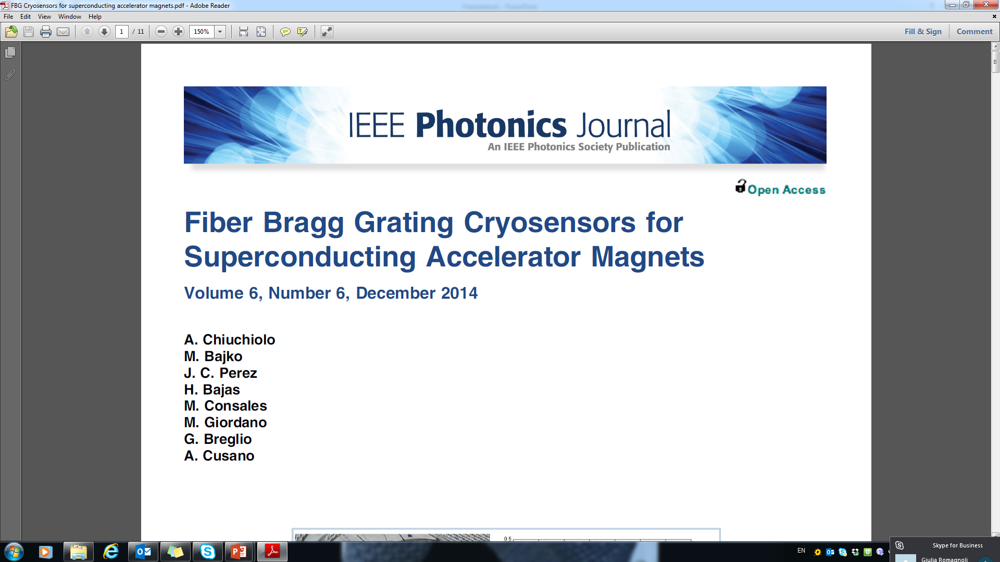 FBG Cryosensors for superconducting accelerator magnets.pdf - Adobe Reader
File Edit View Window Help
1 / 11 150% Fill & Sign Comment
IEEE Photonics Journal
An IEEE Photonics Society Publication
Open Access
Fiber Bragg Grating Cryosensors for
Superconducting Accelerator Magnets
Volume 6, Number 6, December 2014
A. Chiuchiolo
M. Bajko
J. C. Perez
H. Bajas
M. Consales
M. Giordano
G. Breglio
A. Cusano
0.5
EN
Skype for Business
Giulia Romagnoli